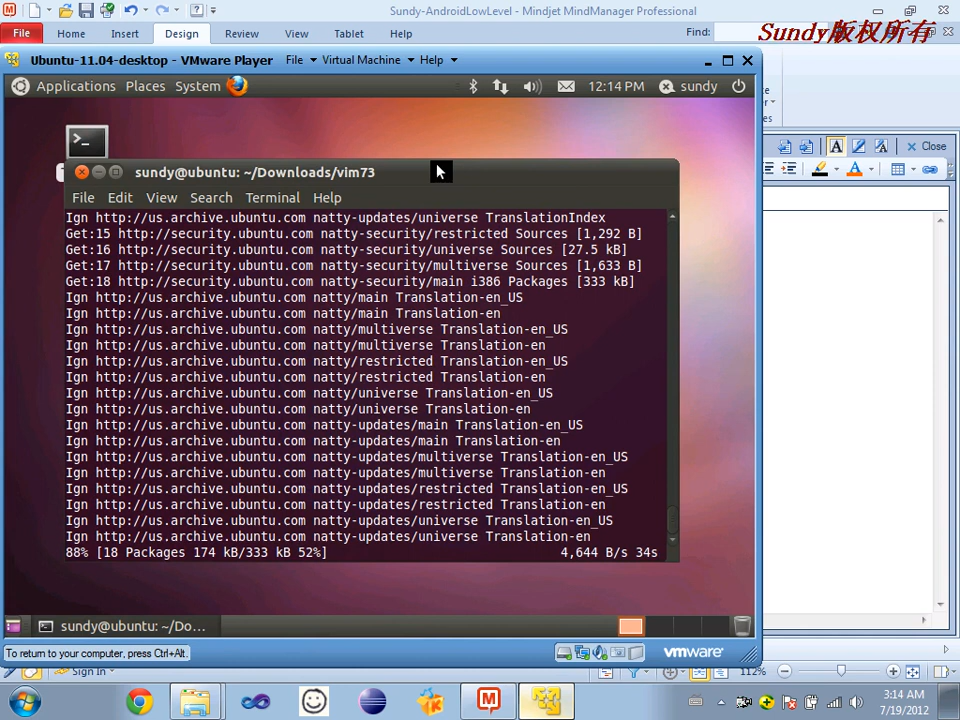 Sundy-AndroidLowLevel - Mindjet MindManager Professional
File Home Insert Design Review View Tablet Help Find:
Sundy版权所有
Ubuntu-11.04-desktop - VMware Player File Virtual Machine Help
Applications Places System 12:14 PM sundy
Close
sundy@ubuntu: ~/Downloads/vim73
File Edit View Search Terminal Help
Ign http://us.archive.ubuntu.com natty-updates/universe TranslationIndex
Get:15 http://security.ubuntu.com natty-security/restricted Sources [1,292 B]
Get:16 http://security.ubuntu.com natty-security/universe Sources [27.5 kB]
Get:17 http://security.ubuntu.com natty-security/multiverse Sources [1,633 B]
Get:18 http://security.ubuntu.com natty-security/main i386 Packages [333 kB]
Ign http://us.archive.ubuntu.com natty/main Translation-en_US
Ign http://us.archive.ubuntu.com natty/main Translation-en
Ign http://us.archive.ubuntu.com natty/multiverse Translation-en_US
Ign http://us.archive.ubuntu.com natty/multiverse Translation-en
Ign http://us.archive.ubuntu.com natty/restricted Translation-en_US
Ign http://us.archive.ubuntu.com natty/restricted Translation-en
Ign http://us.archive.ubuntu.com natty/universe Translation-en_US
Ign http://us.archive.ubuntu.com natty/universe Translation-en
Ign http://us.archive.ubuntu.com natty-updates/main Translation-en_US
Ign http://us.archive.ubuntu.com natty-updates/main Translation-en
Ign http://us.archive.ubuntu.com natty-updates/multiverse Translation-en_US
Ign http://us.archive.ubuntu.com natty-updates/multiverse Translation-en
Ign http://us.archive.ubuntu.com natty-updates/restricted Translation-en_US
Ign http://us.archive.ubuntu.com natty-updates/restricted Translation-en
Ign http://us.archive.ubuntu.com natty-updates/universe Translation-en_US
Ign http://us.archive.ubuntu.com natty-updates/universe Translation-en
88% [18 Packages 174 kB/333 kB 52%] 4,644 B/s 34s
sundy@ubuntu: ~/Do...
To return to your computer, press Ctrl+Alt. vmware
Sign In 112%
3:14 AM
7/19/2012